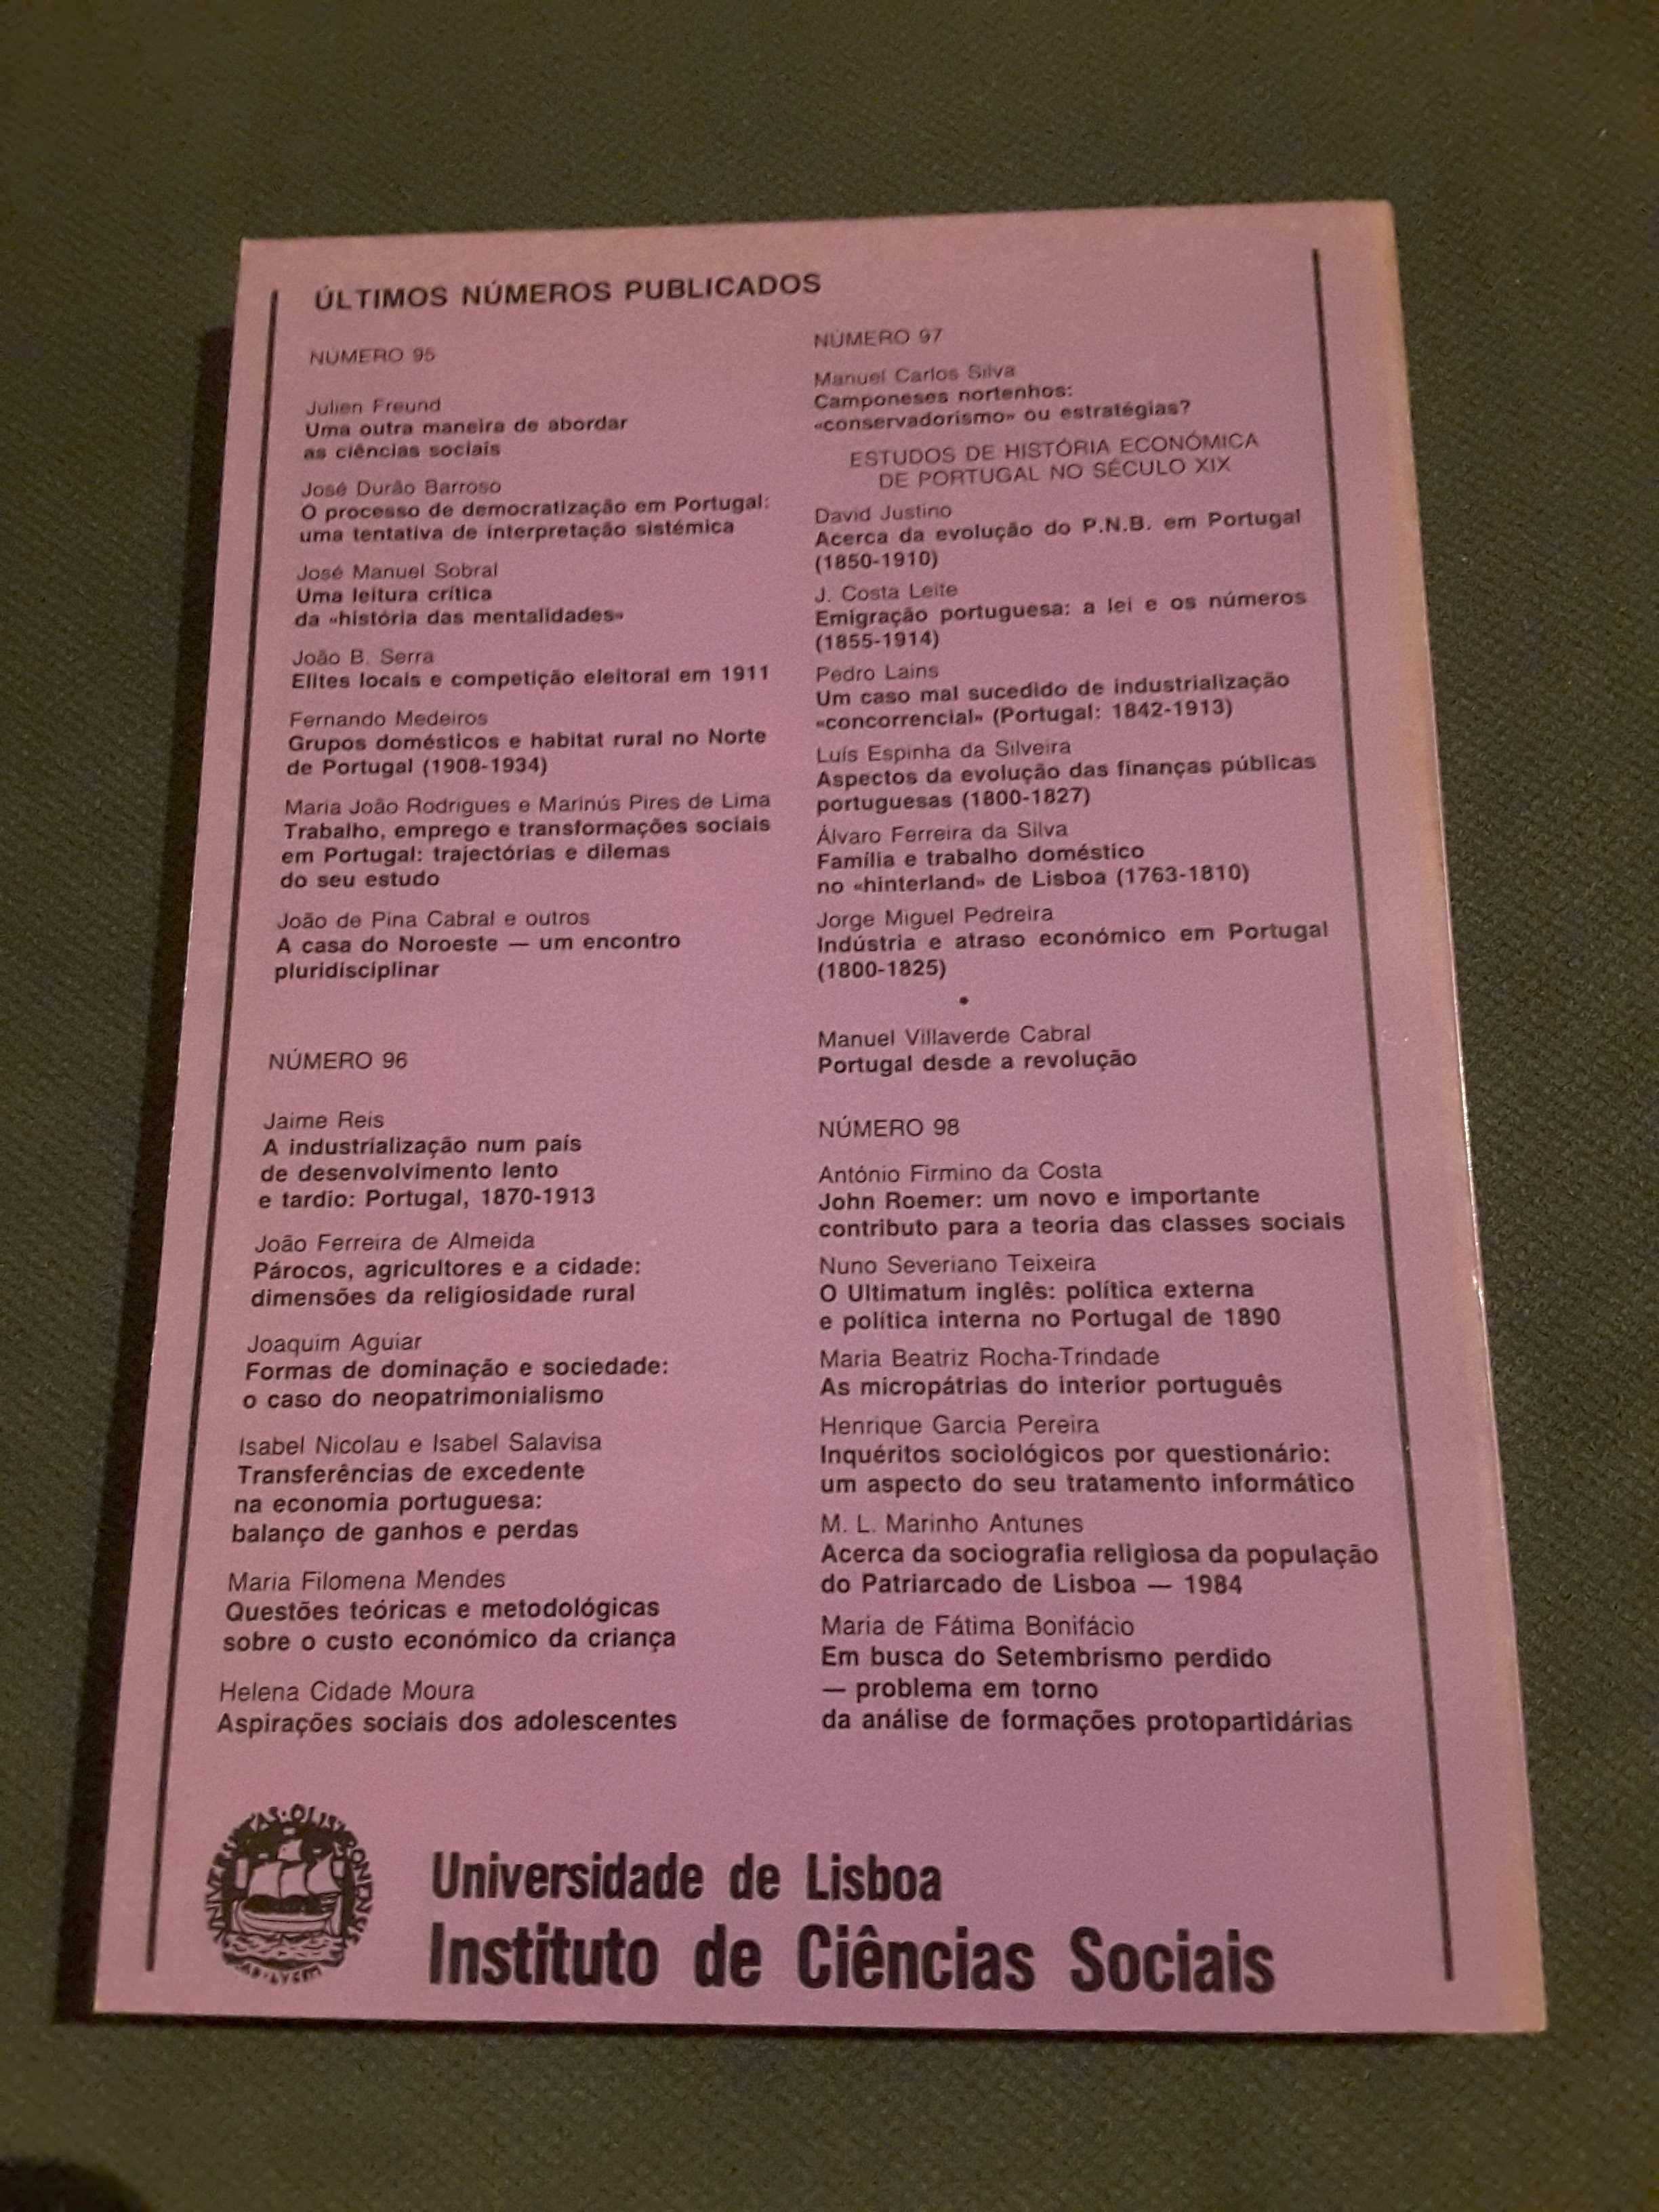 ÚLTIMOS NÚMEROS PUBLICADOS
NÚMERO 95
Julien Freund
Uma outra maneira de abordar
as ciências sociais
José Durão Barroso
O processo de democratização em Portugal:
uma tentativa de interpretação sistémica
José Manuel Sobral
Uma leitura crítica
da «história das mentalidades»
João B. Serra
Elites locais e competição eleitoral em 1911
Fernando Medeiros
Grupos domésticos e habitat rural no Norte
de Portugal (1908-1934)
Maria João Rodrigues e Marinús Pires de Lima
Trabalho, emprego e transformações sociais
em Portugal: trajectórias e dilemas
do seu estudo
João de Pina Cabral e outros
A casa do Noroeste — um encontro
pluridisciplinar
NÚMERO 96
Jaime Reis
A industrialização num país
de desenvolvimento lento
e tardio: Portugal, 1870-1913
João Ferreira de Almeida
Párocos, agricultores e a cidade:
dimensões da religiosidade rural
Joaquim Aguiar
Formas de dominação e sociedade:
o caso do neopatrimonialismo
Isabel Nicolau e Isabel Salavisa
Transferências de excedente
na economia portuguesa:
balanço de ganhos e perdas
Maria Filomena Mendes
Questões teóricas e metodológicas
sobre o custo económico da criança
Helena Cidade Moura
Aspirações sociais dos adolescentes
NÚMERO 97
Manuel Carlos Silva
Camponeses nortenhos:
«conservadorismo» ou estratégias?
ESTUDOS DE HISTÓRIA ECONÓMICA
DE PORTUGAL NO SÉCULO XIX
David Justino
Acerca da evolução do P.N.B. em Portugal
(1850-1910)
J. Costa Leite
Emigração portuguesa: a lei e os números
(1855-1914)
Pedro Lains
Um caso mal sucedido de industrialização
«concorrencial» (Portugal: 1842-1913)
Luís Espinha da Silveira
Aspectos da evolução das finanças públicas
portuguesas (1800-1827)
Álvaro Ferreira da Silva
Família e trabalho doméstico
no «hinterland» de Lisboa (1763-1810)
Jorge Miguel Pedreira
Indústria e atraso económico em Portugal
(1800-1825)
•
Manuel Villaverde Cabral
Portugal desde a revolução
NÚMERO 98
António Firmino da Costa
John Roemer: um novo e importante
contributo para a teoria das classes sociais
Nuno Severiano Teixeira
O Ultimatum inglês: política externa
e política interna no Portugal de 1890
Maria Beatriz Rocha-Trindade
As micropátrias do interior português
Henrique Garcia Pereira
Inquéritos sociológicos por questionário:
um aspecto do seu tratamento informático
M. L. Marinho Antunes
Acerca da sociografia religiosa da população
do Patriarcado de Lisboa — 1984
Maria de Fátima Bonifácio
Em busca do Setembrismo perdido
— problema em torno
da análise de formações protopartidárias
UNIVERSITAS·OLISIPONENSIS
Universidade de Lisboa
Instituto de Ciências Sociais